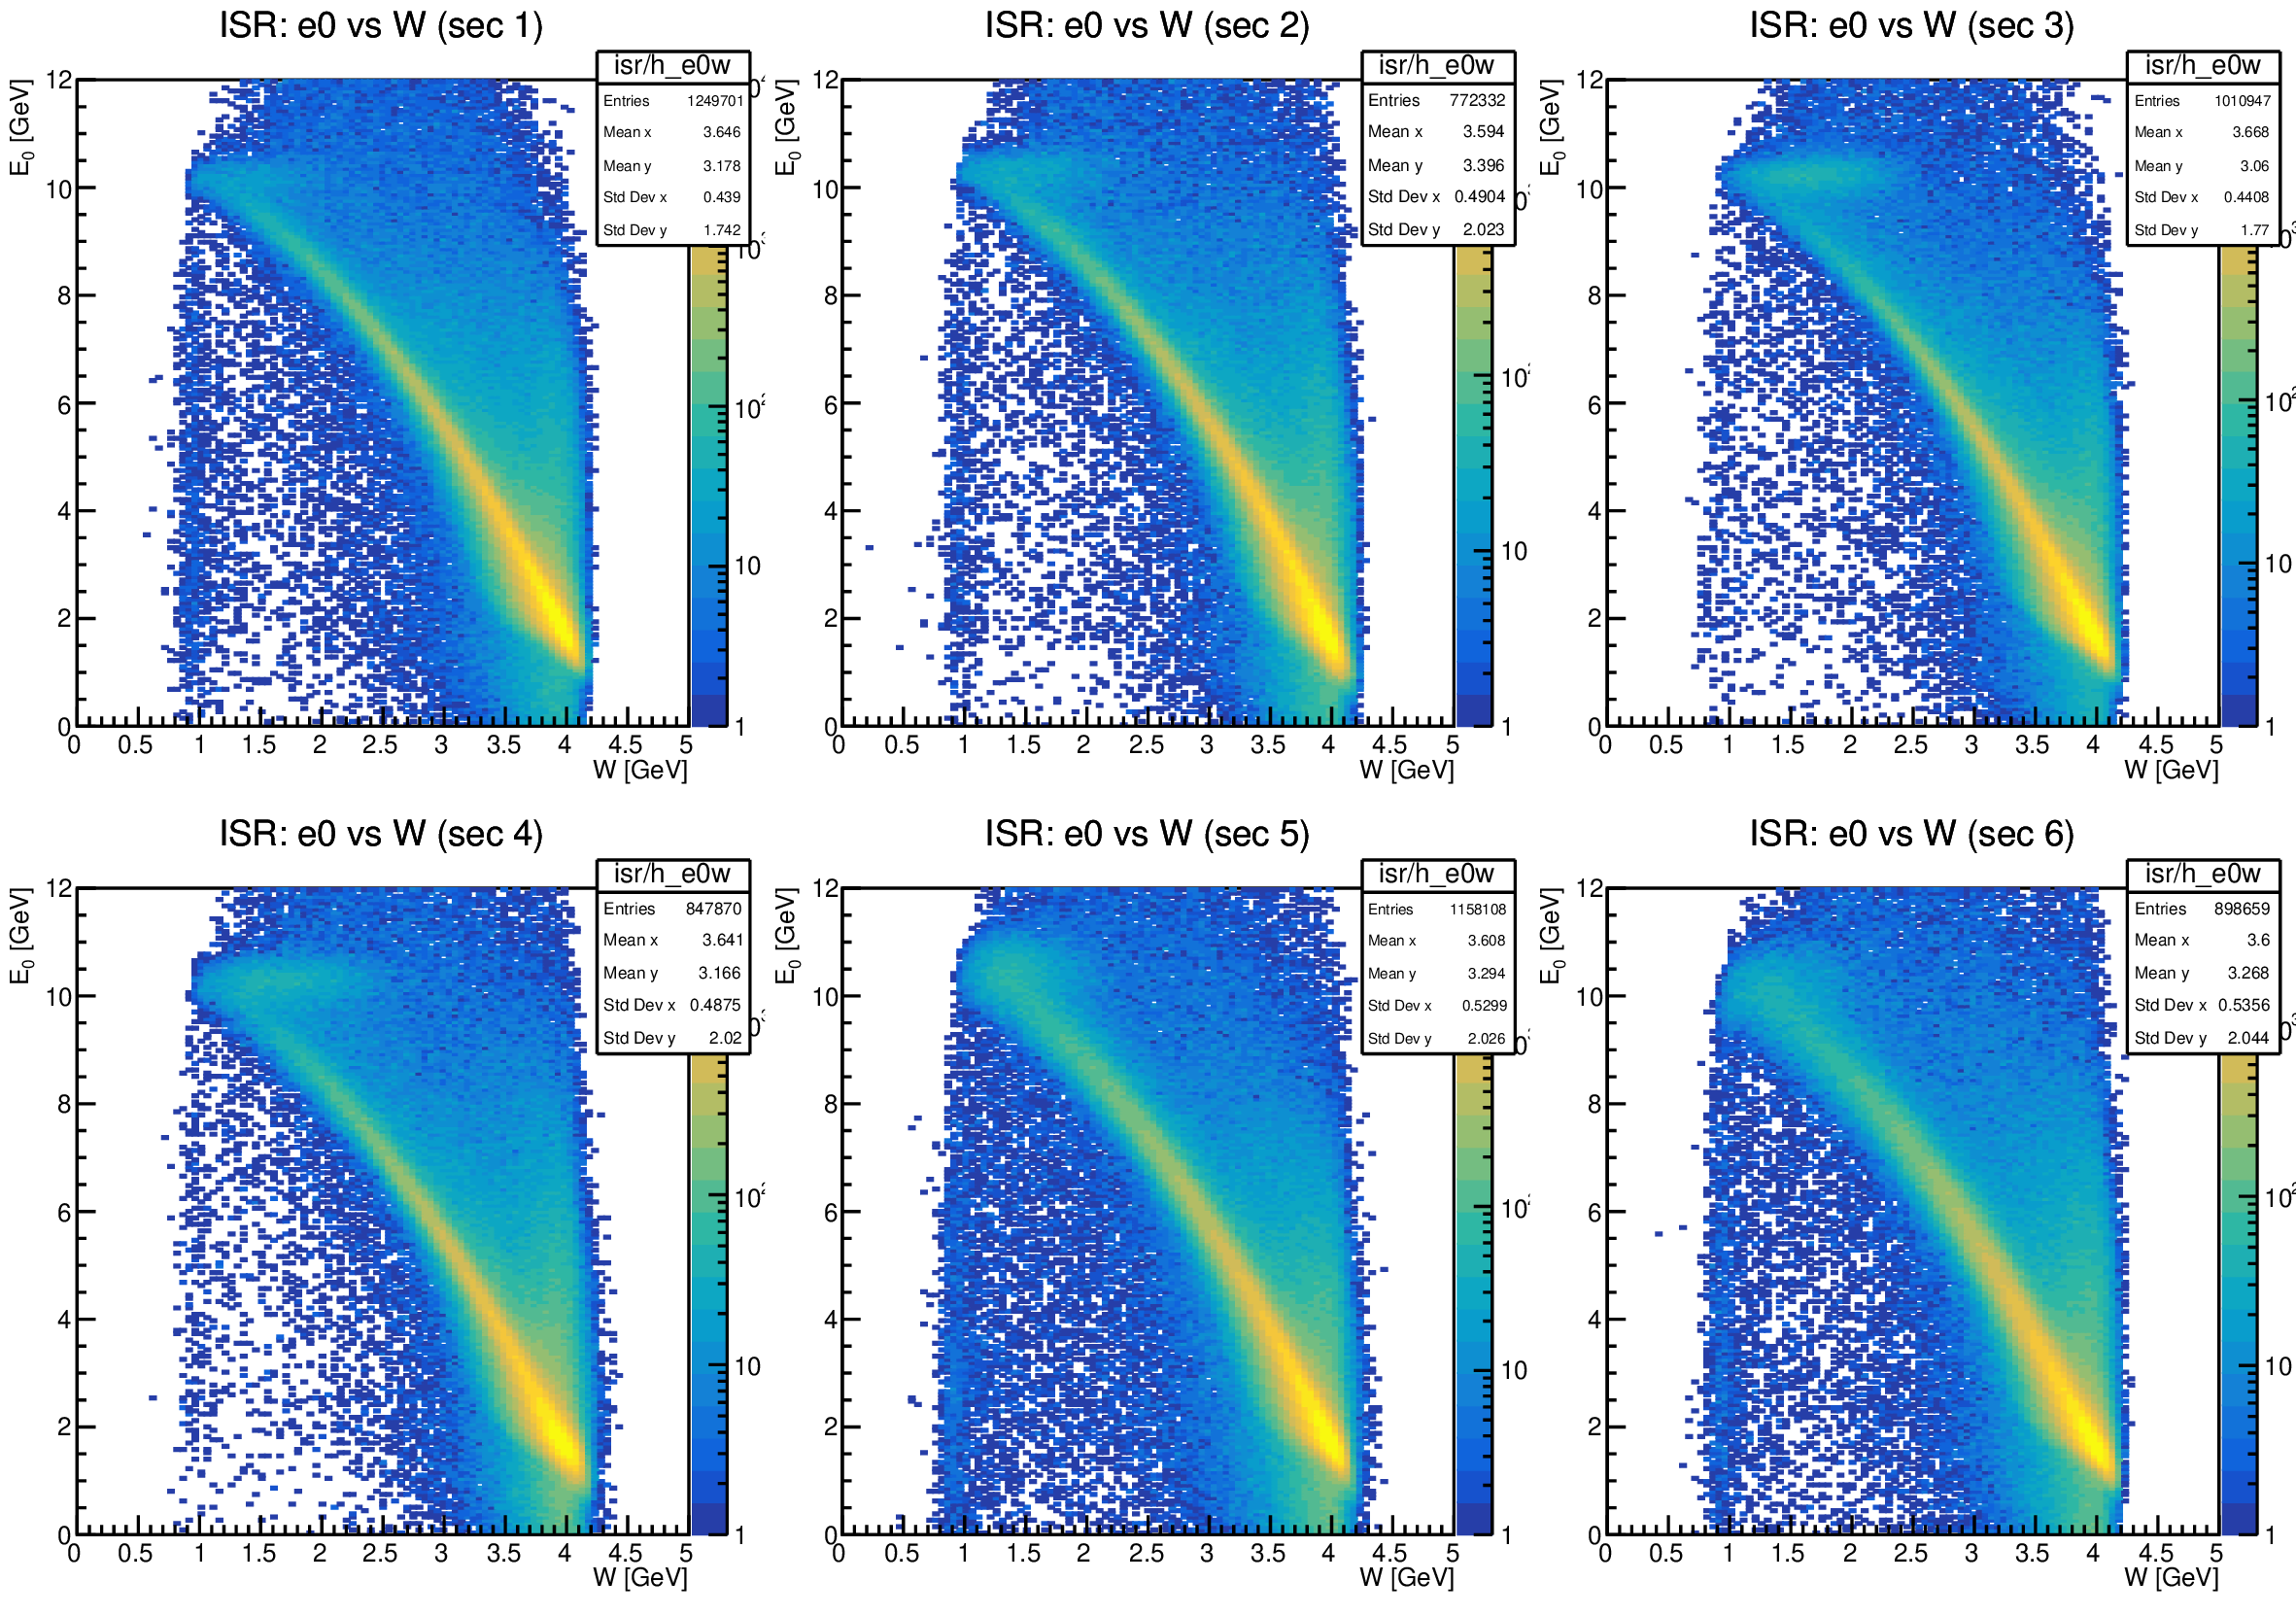 ISR: e0 vs W (sec 1)
isr/h_e0w
Entries 1249701
Mean x 3.646
Mean y 3.178
Std Dev x 0.439
Std Dev y 1.742
E0 [GeV]
12
10
8
6
4
2
0
0 0.5 1 1.5 2 2.5 3 3.5 4 4.5 5
W [GeV]
10²
10
1
ISR: e0 vs W (sec 2)
isr/h_e0w
Entries 772332
Mean x 3.594
Mean y 3.396
Std Dev x 0.4904
Std Dev y 2.023
E0 [GeV]
12
10
8
6
4
2
0
0 0.5 1 1.5 2 2.5 3 3.5 4 4.5 5
W [GeV]
10²
10
1
ISR: e0 vs W (sec 3)
isr/h_e0w
Entries 1010947
Mean x 3.668
Mean y 3.06
Std Dev x 0.4408
Std Dev y 1.77
E0 [GeV]
12
10
8
6
4
2
0
0 0.5 1 1.5 2 2.5 3 3.5 4 4.5 5
W [GeV]
10²
10
1
ISR: e0 vs W (sec 4)
isr/h_e0w
Entries 847870
Mean x 3.641
Mean y 3.166
Std Dev x 0.4875
Std Dev y 2.02
E0 [GeV]
12
10
8
6
4
2
0
0 0.5 1 1.5 2 2.5 3 3.5 4 4.5 5
W [GeV]
10²
10
1
ISR: e0 vs W (sec 5)
isr/h_e0w
Entries 1158108
Mean x 3.608
Mean y 3.294
Std Dev x 0.5299
Std Dev y 2.026
E0 [GeV]
12
10
8
6
4
2
0
0 0.5 1 1.5 2 2.5 3 3.5 4 4.5 5
W [GeV]
10²
10
1
ISR: e0 vs W (sec 6)
isr/h_e0w
Entries 898659
Mean x 3.6
Mean y 3.268
Std Dev x 0.5356
Std Dev y 2.044
E0 [GeV]
12
10
8
6
4
2
0
0 0.5 1 1.5 2 2.5 3 3.5 4 4.5 5
W [GeV]
10²
10
1